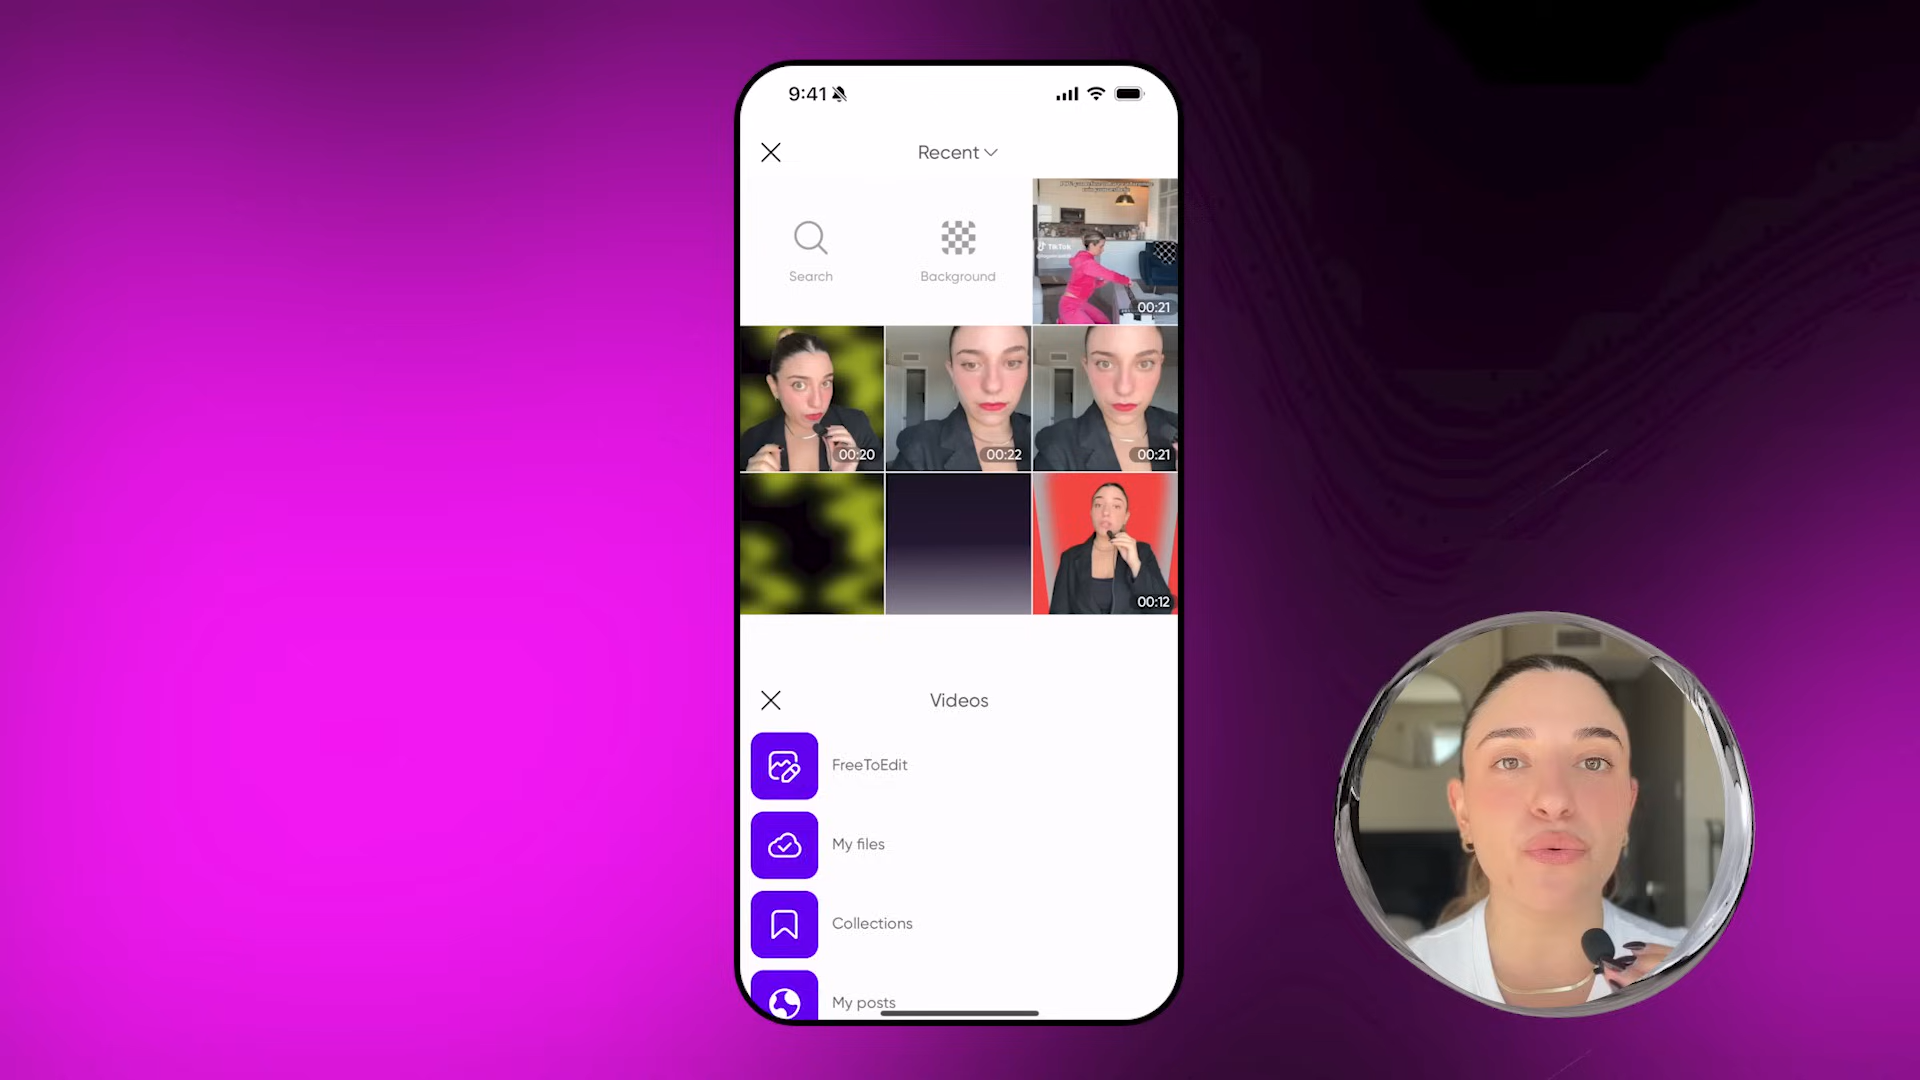 9:41
Recent
Search
Background
TikTok
00:21
00:20
00:22
00:21
00:12
Videos
FreeToEdit
My files
Collections
My posts